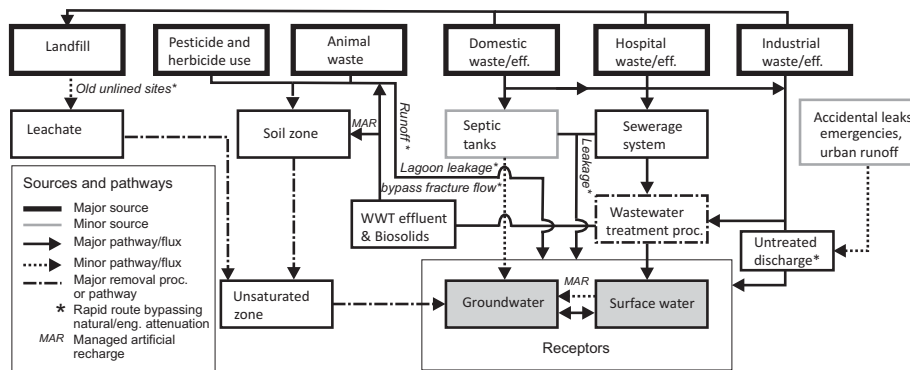 Landfill
Pesticide and
herbicide use
Animal
waste
Domestic
waste/eff.
Hospital
waste/eff.
Industrial
waste/eff.
Old unlined sites*
Leachate
Soil zone
MAR
Runoff *
Septic
tanks
Leakage*
Sewerage
system
Accidental leaks,
emergencies,
urban runoff
Lagoon leakage*
bypass fracture flow*
WWT effluent
& Biosolids
Wastewater
treatment proc.
Untreated
discharge*
Unsaturated
zone
Groundwater
MAR
Surface water
Receptors
Sources and pathways
Major source
Minor source
Major pathway/flux
Minor pathway/flux
Major removal proc.
or pathway
* Rapid route bypassing
natural/eng. attenuation
MAR Managed artificial
recharge